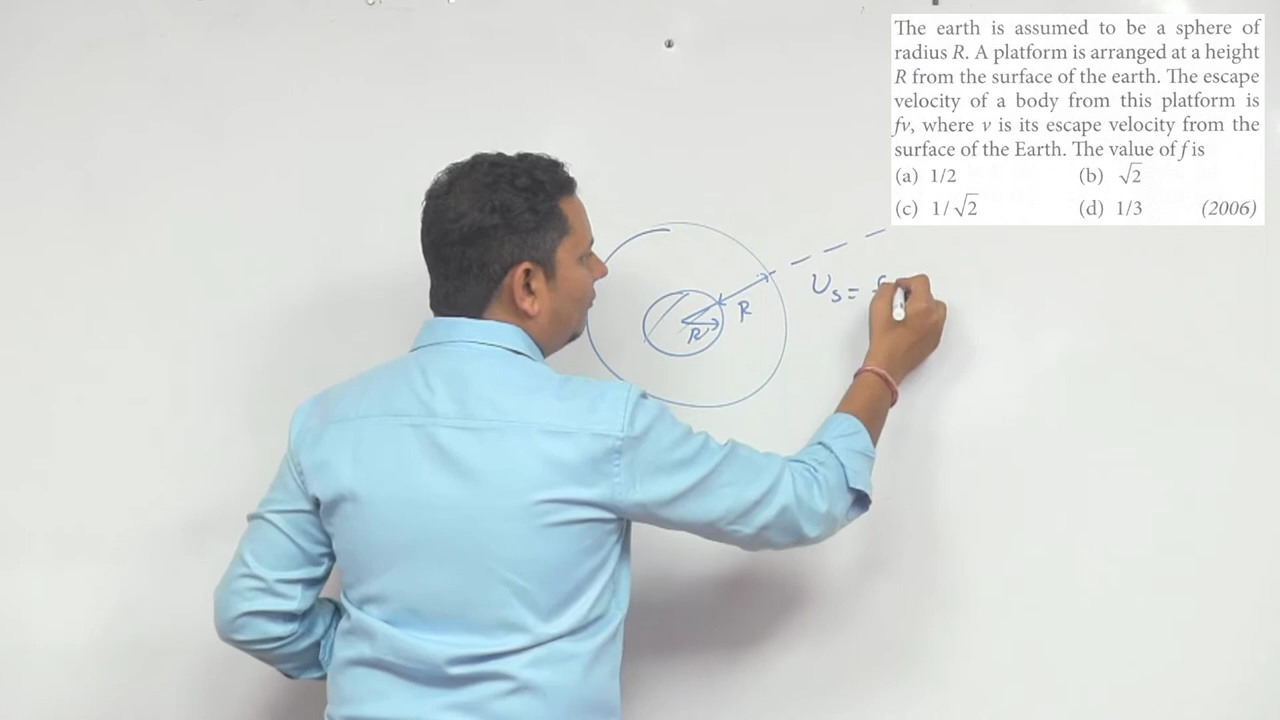 The earth is assumed to be a sphere of
radius R. A platform is arranged at a height
R from the surface of the earth. The escape
velocity of a body from this platform is
fv, where v is its escape velocity from the
surface of the Earth. The value of f is
(a) 1/2 (b) √2
(c) 1/√2 (d) 1/3 (2006)
R
R
υs = f